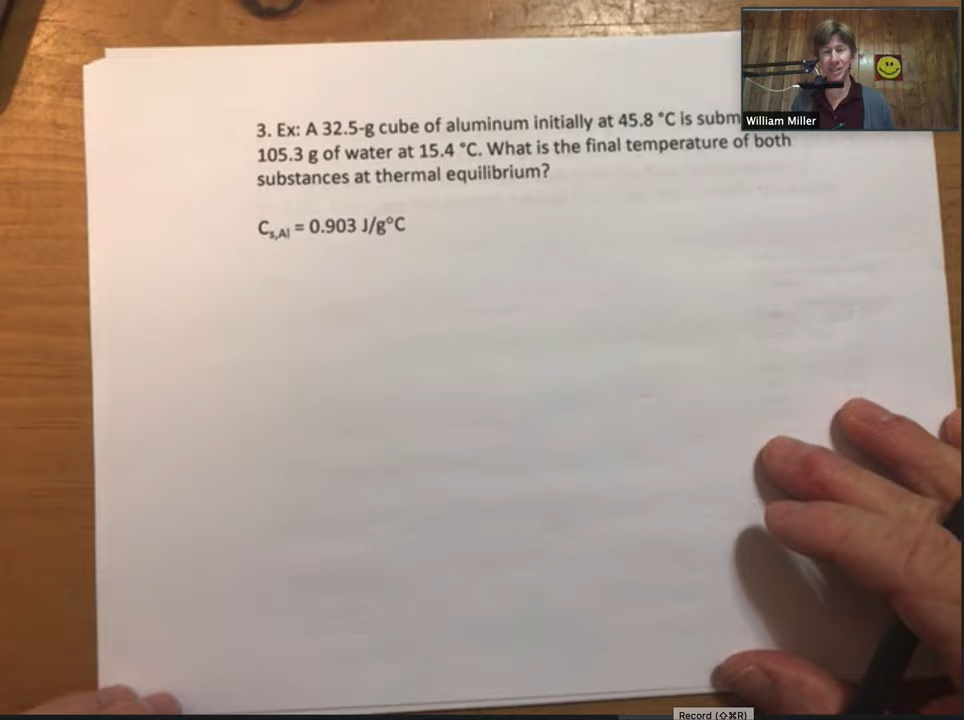 3. Ex: A 32.5-g cube of aluminum initially at 45.8 °C is subm
105.3 g of water at 15.4 °C. What is the final temperature of both
substances at thermal equilibrium?
Cs,Al = 0.903 J/g°C
William Miller
Record (⇧⌘R)